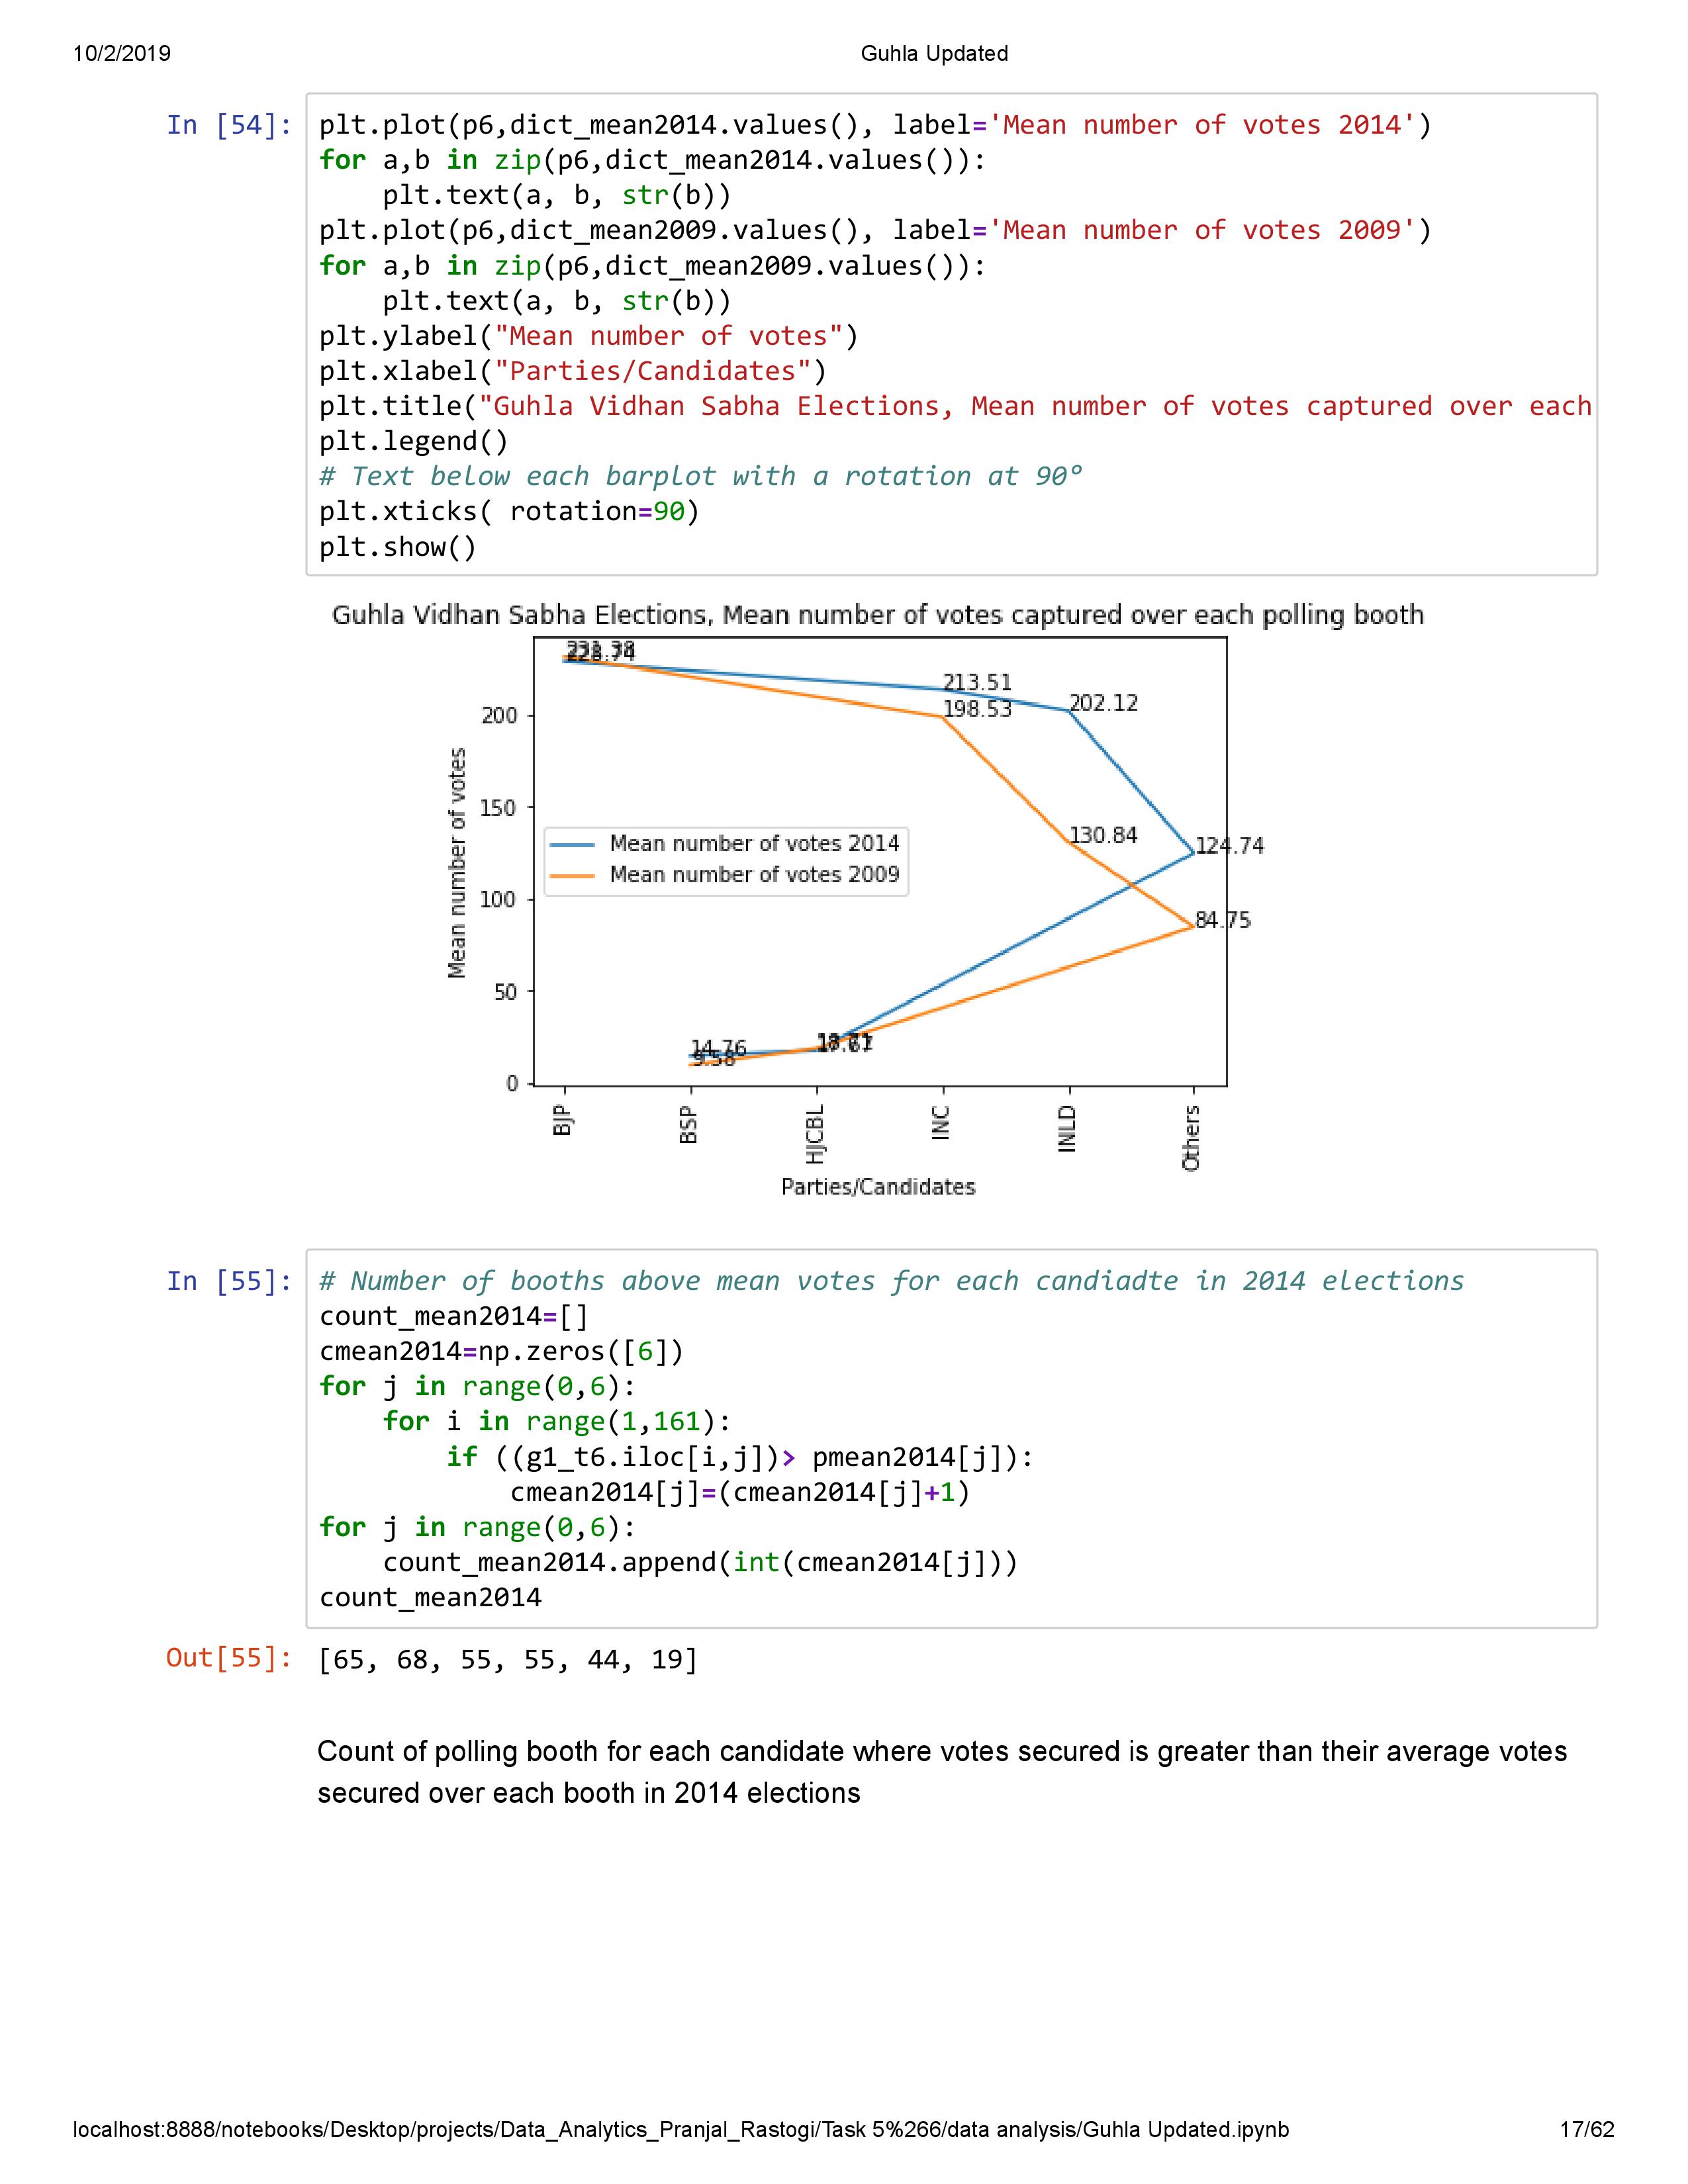 10/2/2019 Guhla Updated
In [54]: plt.plot(p6,dict_mean2014.values(), label='Mean number of votes 2014')
for a,b in zip(p6,dict_mean2014.values()):
    plt.text(a, b, str(b))
plt.plot(p6,dict_mean2009.values(), label='Mean number of votes 2009')
for a,b in zip(p6,dict_mean2009.values()):
    plt.text(a, b, str(b))
plt.ylabel("Mean number of votes")
plt.xlabel("Parties/Candidates")
plt.title("Guhla Vidhan Sabha Elections, Mean number of votes captured over each
plt.legend()
# Text below each barplot with a rotation at 90°
plt.xticks( rotation=90)
plt.show()
Guhla Vidhan Sabha Elections, Mean number of votes captured over each polling booth
213.51
202.12
198.53
200
150
130.84
Mean number of votes
Mean number of votes 2014
124.74
Mean number of votes 2009
100
84.75
50
14.76
9.58
0
BJP
BSP
HJCBL
INC
INLD
Others
Parties/Candidates
In [55]: # Number of booths above mean votes for each candiadte in 2014 elections
count_mean2014=[]
cmean2014=np.zeros([6])
for j in range(0,6):
    for i in range(1,161):
        if ((g1_t6.iloc[i,j])> pmean2014[j]):
            cmean2014[j]=(cmean2014[j]+1)
for j in range(0,6):
    count_mean2014.append(int(cmean2014[j]))
count_mean2014
Out[55]: [65, 68, 55, 55, 44, 19]
Count of polling booth for each candidate where votes secured is greater than their average votes
secured over each booth in 2014 elections
localhost:8888/notebooks/Desktop/projects/Data_Analytics_Pranjal_Rastogi/Task 5%266/data analysis/Guhla Updated.ipynb 17/62